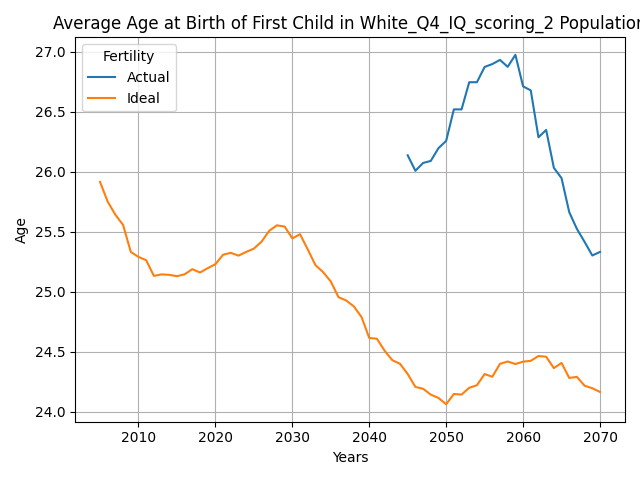 Average Age at Birth of First Child in White_Q4_IQ_scoring_2 Population
Fertility
Actual
Ideal
27.0
26.5
26.0
25.5
25.0
24.5
24.0
Age
2010 2020 2030 2040 2050 2060 2070
Years